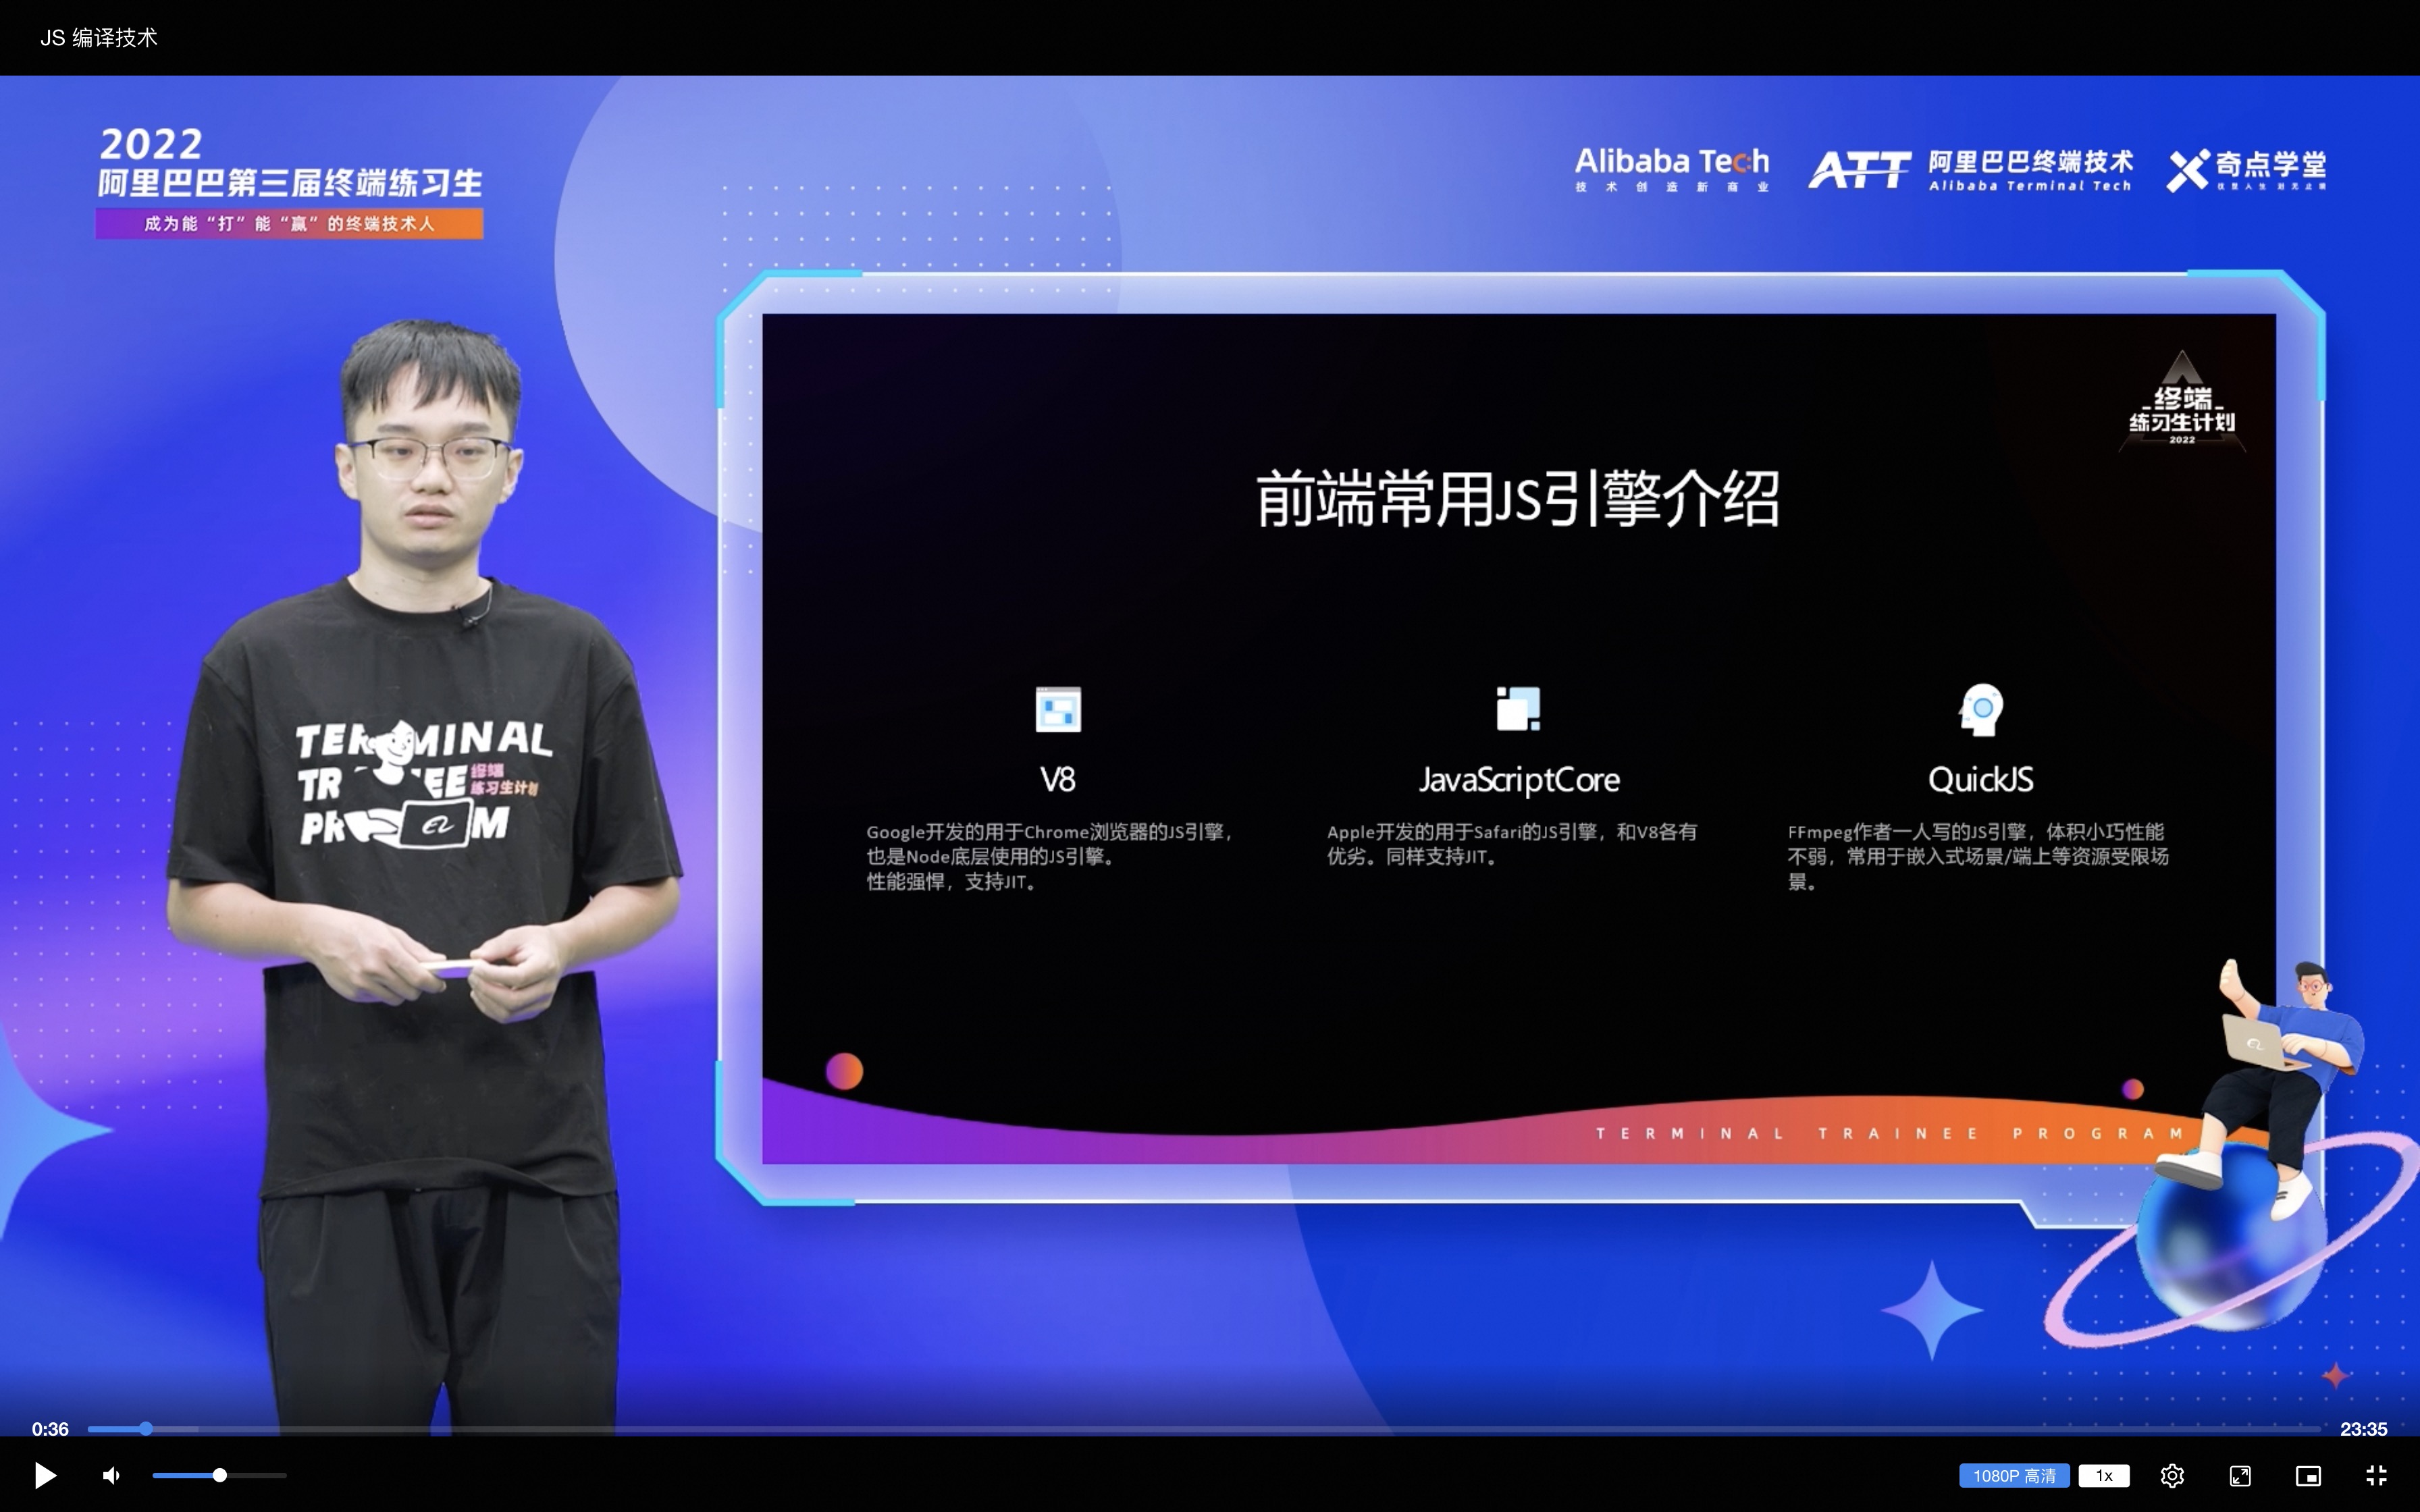 JS 编译技术
2022
阿里巴巴第三届终端练习生
成为能“打”能“赢”的终端技术人
Alibaba Tech
技术创造新商业
ATT
阿里巴巴终端技术
Alibaba Terminal Tech
奇点学堂
终端
练习生计划
2022
前端常用JS引擎介绍
V8
Google开发的用于Chrome浏览器的JS引擎，
也是Node底层使用的JS引擎。
性能强悍，支持JIT。
JavaScriptCore
Apple开发的用于Safari的JS引擎，和V8各有
优劣。同样支持JIT。
QuickJS
FFmpeg作者一人写的JS引擎，体积小巧性能
不弱，常用于嵌入式场景/端上等资源受限场
景。
TERMINAL
终端
练习生计划
TERMINAL TRAINEE PROGRAM
0:36
23:35
1080P 高清
1x